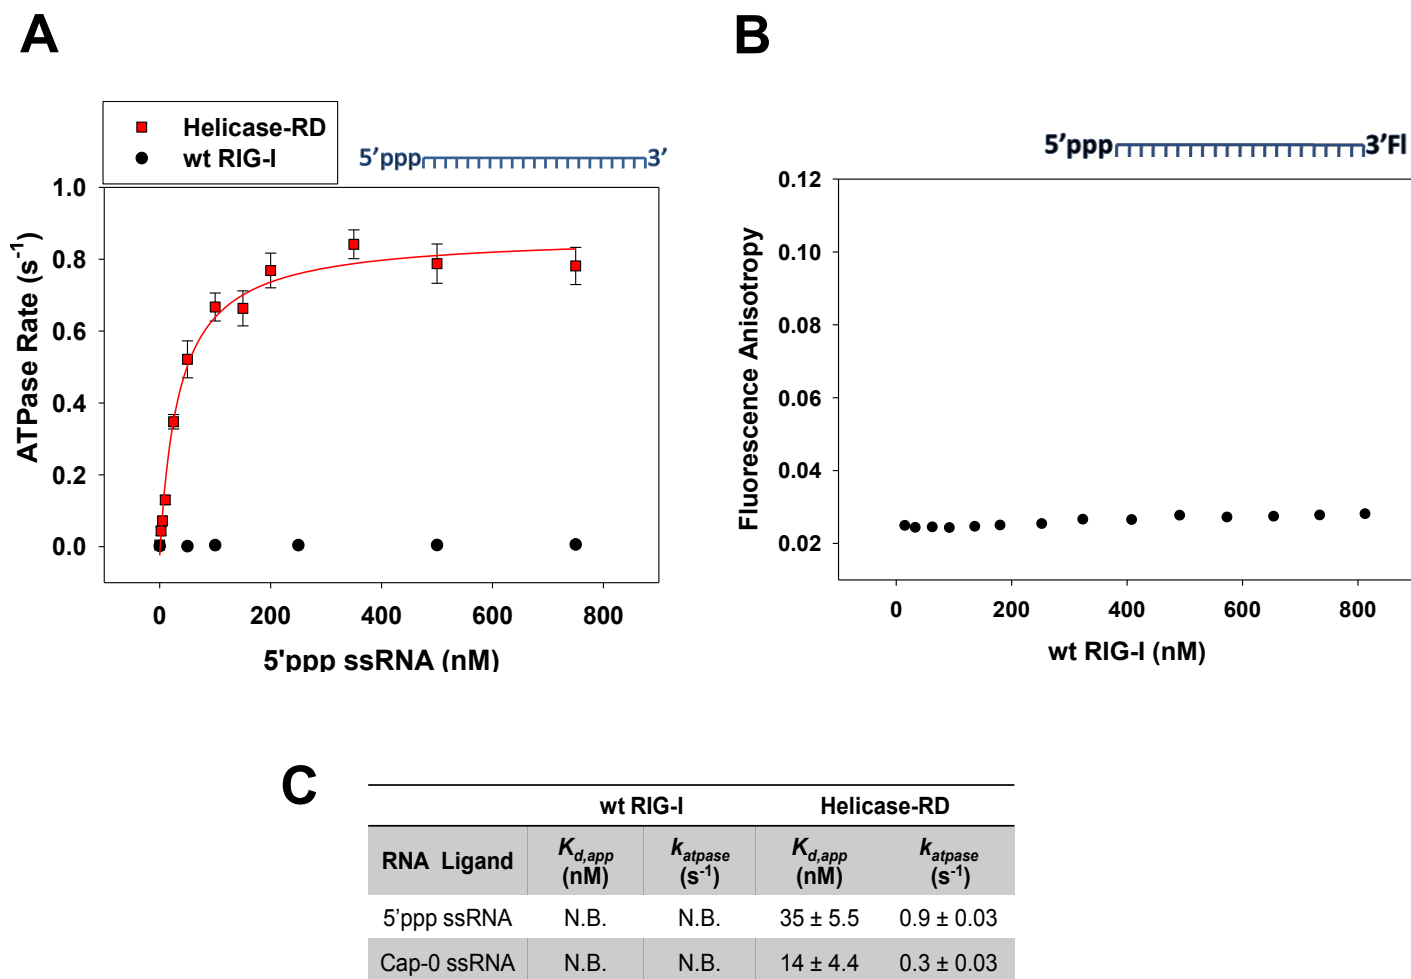 A
Helicase-RD
wt RIG-I
5'ppp 3'
1.0
0.8
0.6
0.4
0.2
0.0
ATPase Rate (s⁻¹)
0 200 400 600 800
5'ppp ssRNA (nM)
B
5'ppp 3'Fl
0.12
0.10
0.08
0.06
0.04
0.02
Fluorescence Anisotropy
0 200 400 600 800
wt RIG-I (nM)
C
wt RIG-I Helicase-RD
RNA Ligand Kd,app (nM) katpase (s⁻¹) Kd,app (nM) katpase (s⁻¹)
5'ppp ssRNA N.B. N.B. 35 ± 5.5 0.9 ± 0.03
Cap-0 ssRNA N.B. N.B. 14 ± 4.4 0.3 ± 0.03